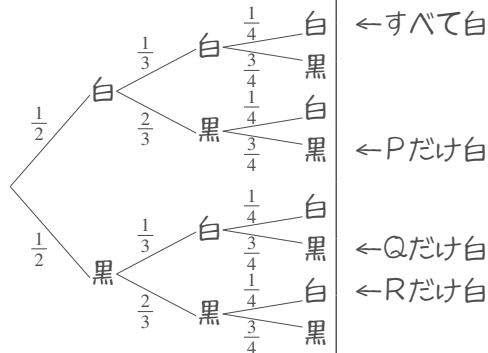 1/4 白 ←すべて白
1/3 白 3/4 黒
白 1/4 白
1/2 2/3 黒 3/4 黒 ←Pだけ白
1/4 白
1/2 1/3 白 3/4 黒 ←Qだけ白
黒 1/4 白 ←Rだけ白
2/3 黒 3/4 黒